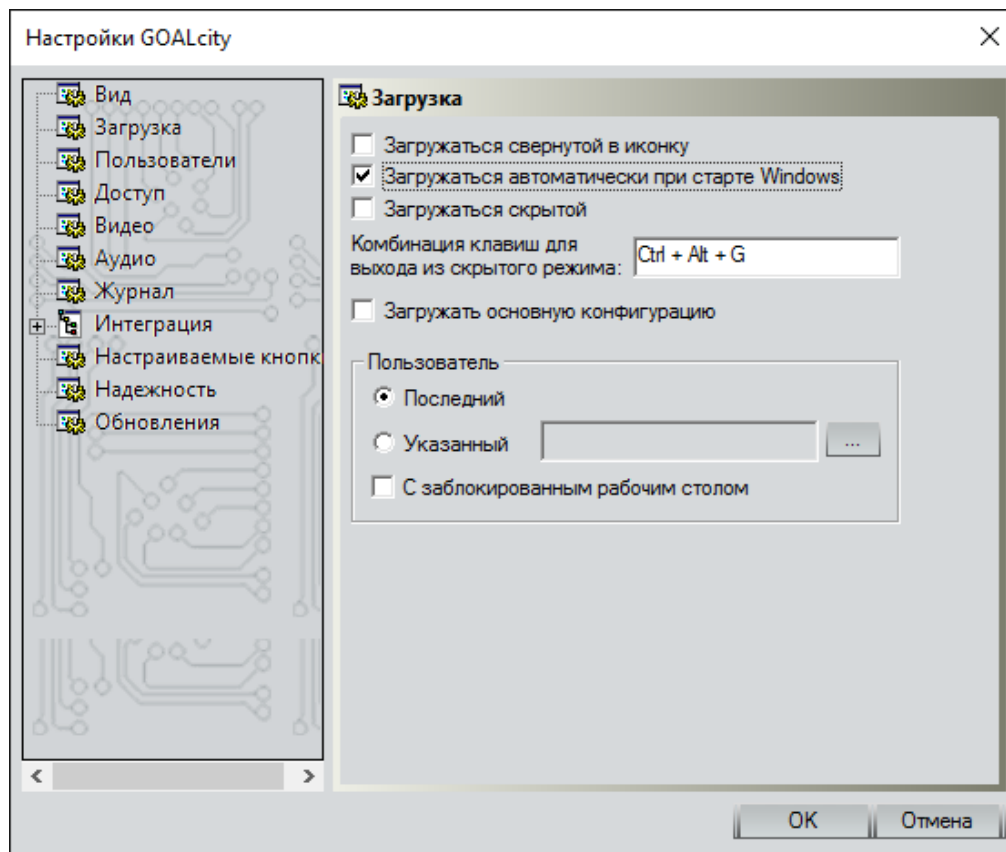 Настройки GOALcity
Вид
Загрузка
Пользователи
Доступ
Видео
Аудио
Журнал
Интеграция
Настраиваемые кнопк
Надежность
Обновления
Загрузка
Загружаться свернутой в иконку
Загружаться автоматически при старте Windows
Загружаться скрытой
Комбинация клавиш для
выхода из скрытого режима:
Ctrl + Alt + G
Загружать основную конфигурацию
Пользователь
Последний
Указанный
...
С заблокированным рабочим столом
OK
Отмена